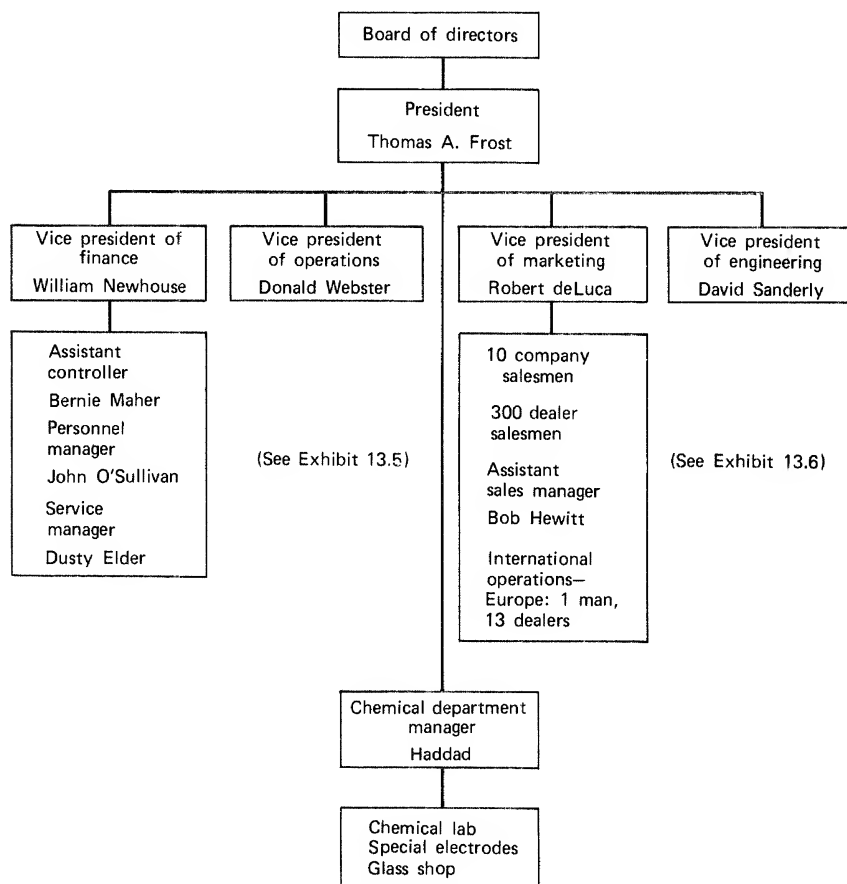 Board of directors
President
Thomas A. Frost
Vice president of
finance
William Newhouse
Vice president
of operations
Donald Webster
Vice president
of marketing
Robert deLuca
Vice president
of engineering
David Sanderly
Assistant
controller
Bernie Maher
Personnel
manager
John O'Sullivan
Service
manager
Dusty Elder
(See Exhibit 13.5)
10 company
salesmen
300 dealer
salesmen
Assistant
sales manager
Bob Hewitt
International
operations—
Europe: 1 man,
13 dealers
(See Exhibit 13.6)
Chemical department
manager
Haddad
Chemical lab
Special electrodes
Glass shop